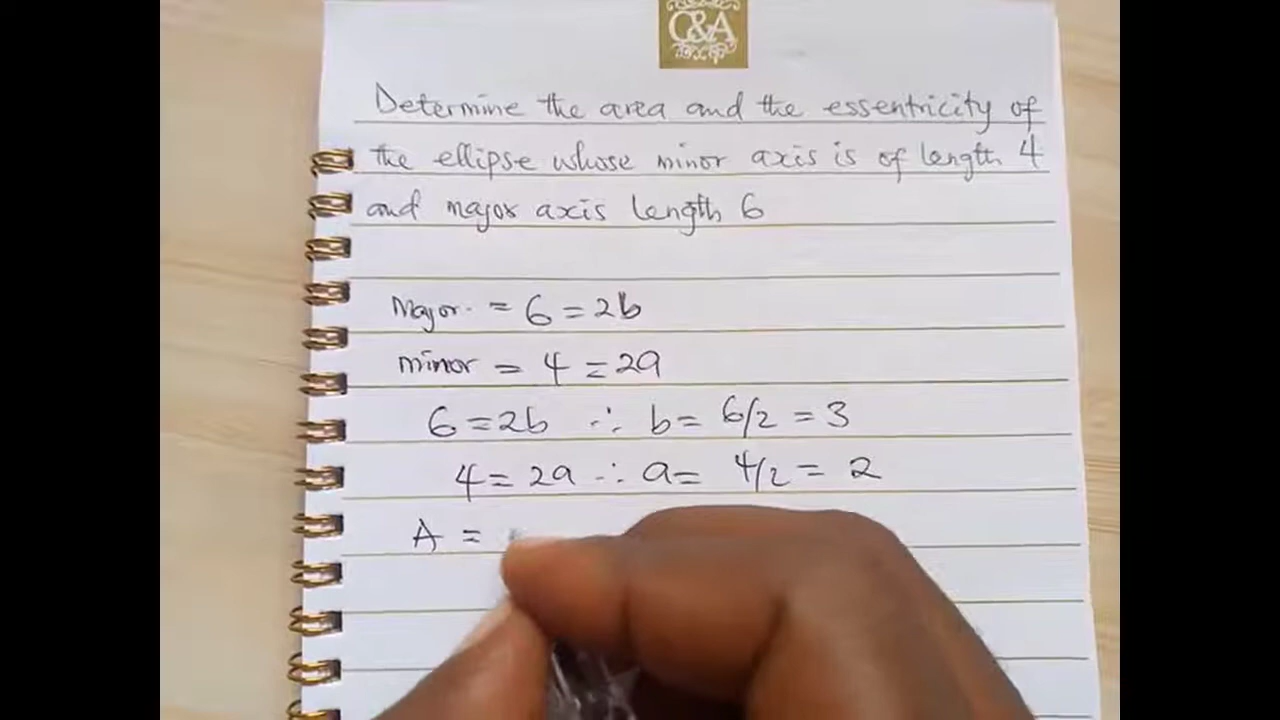 C&A
Determine the area and the essentricity of
the ellipse whose minor axis is of length 4
and major axis length 6
Major. = 6 = 2b
minor = 4 = 2a
6 = 2b ∴ b = 6/2 = 3
4 = 2a ∴ a = 4/2 = 2
A =